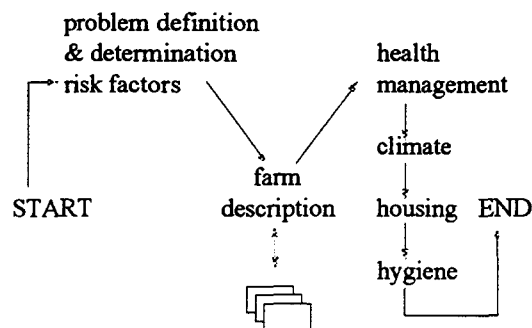 problem definition
& determination
risk factors
health
management
climate
farm
description
START
housing
END
hygiene